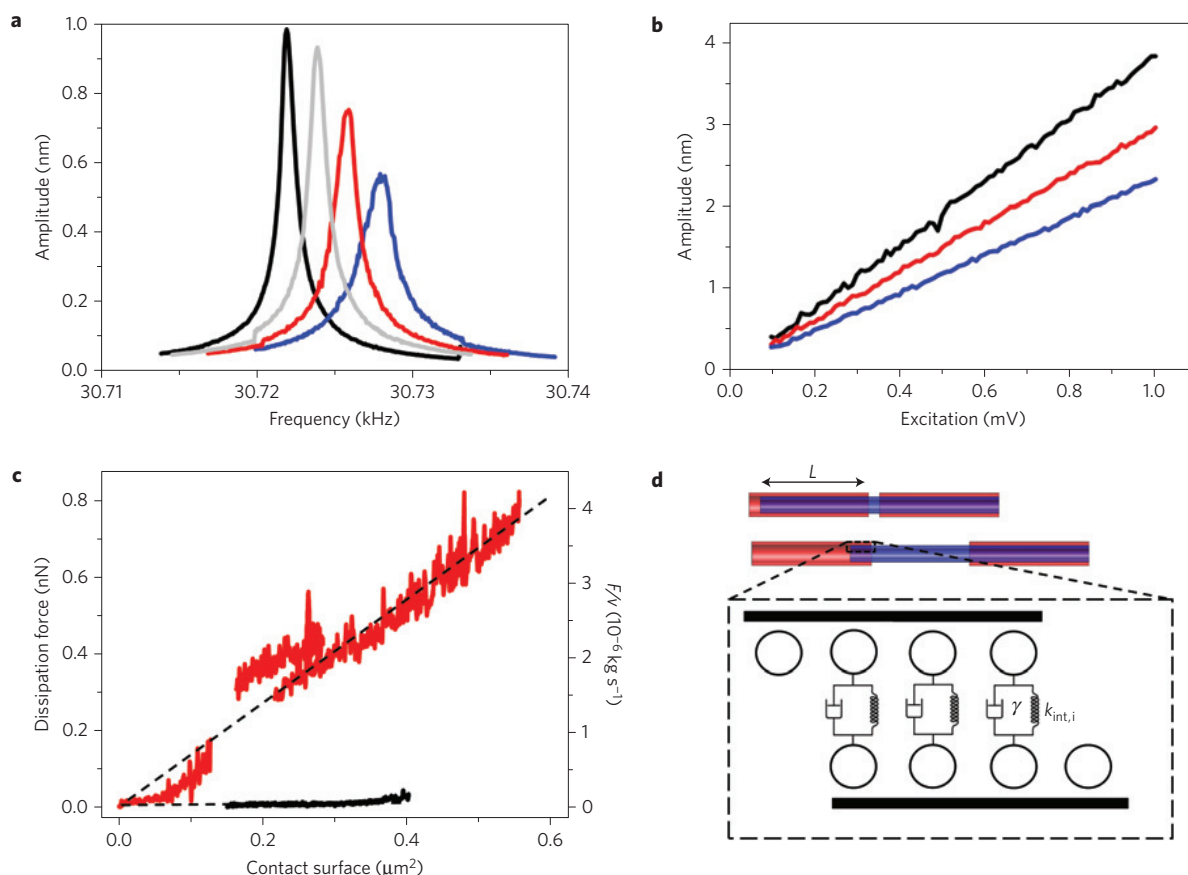 a
1.0
0.8
0.6
0.4
0.2
0.0
Amplitude (nm)
30.71 30.72 30.73 30.74
Frequency (kHz)
b
4
3
2
1
0
Amplitude (nm)
0.0 0.2 0.4 0.6 0.8 1.0
Excitation (mV)
c
0.8
0.6
0.4
0.2
0.0
Dissipation force (nN)
4
3
2
1
0
F/v (10⁻⁶ kg s⁻¹)
0.0 0.2 0.4 0.6
Contact surface (μm²)
d
L
γ k_int,i